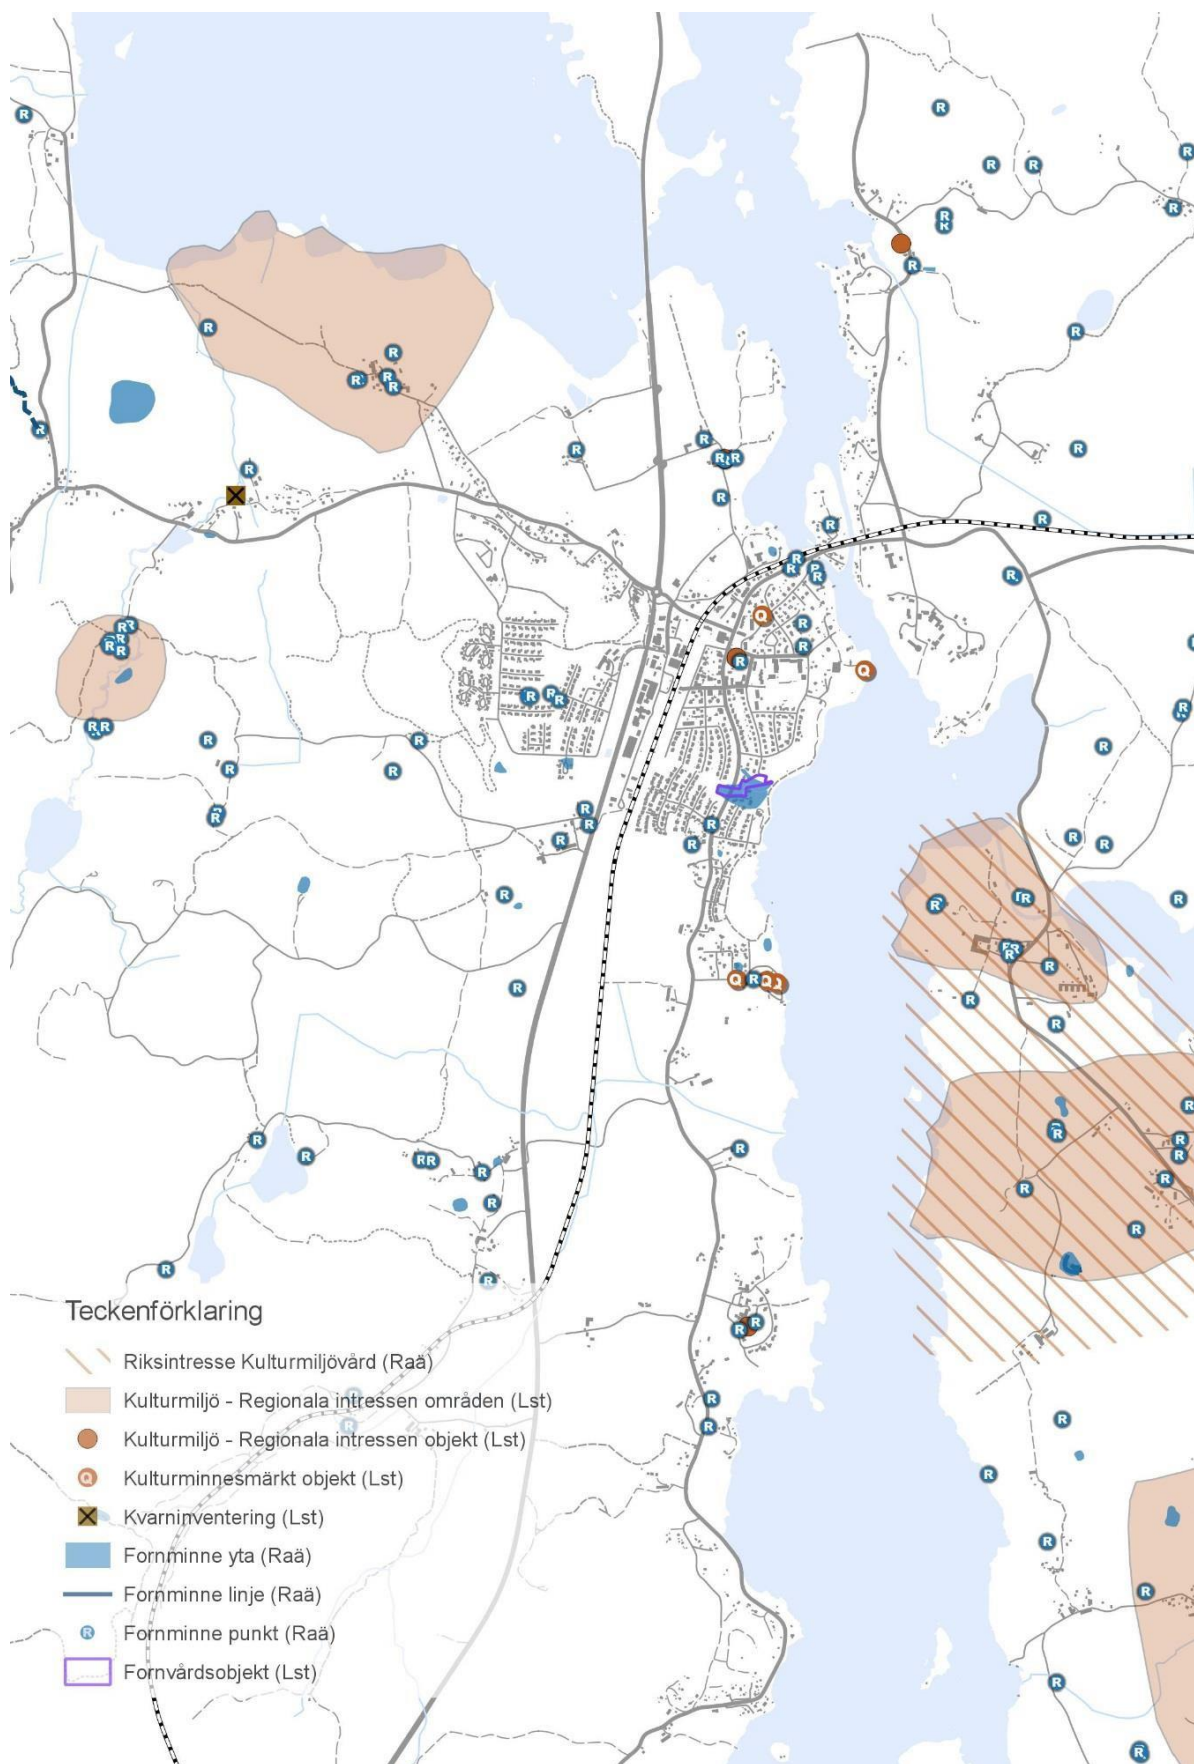 Teckenförklaring
Riksintresse Kulturmiljövård (Raä)
Kulturmiljö - Regionala intressen områden (Lst)
Kulturmiljö - Regionala intressen objekt (Lst)
Q Kulturminnesmärkt objekt (Lst)
Kvarninventering (Lst)
Fornminne yta (Raä)
Fornminne linje (Raä)
R Fornminne punkt (Raä)
Fornvårdsobjekt (Lst)